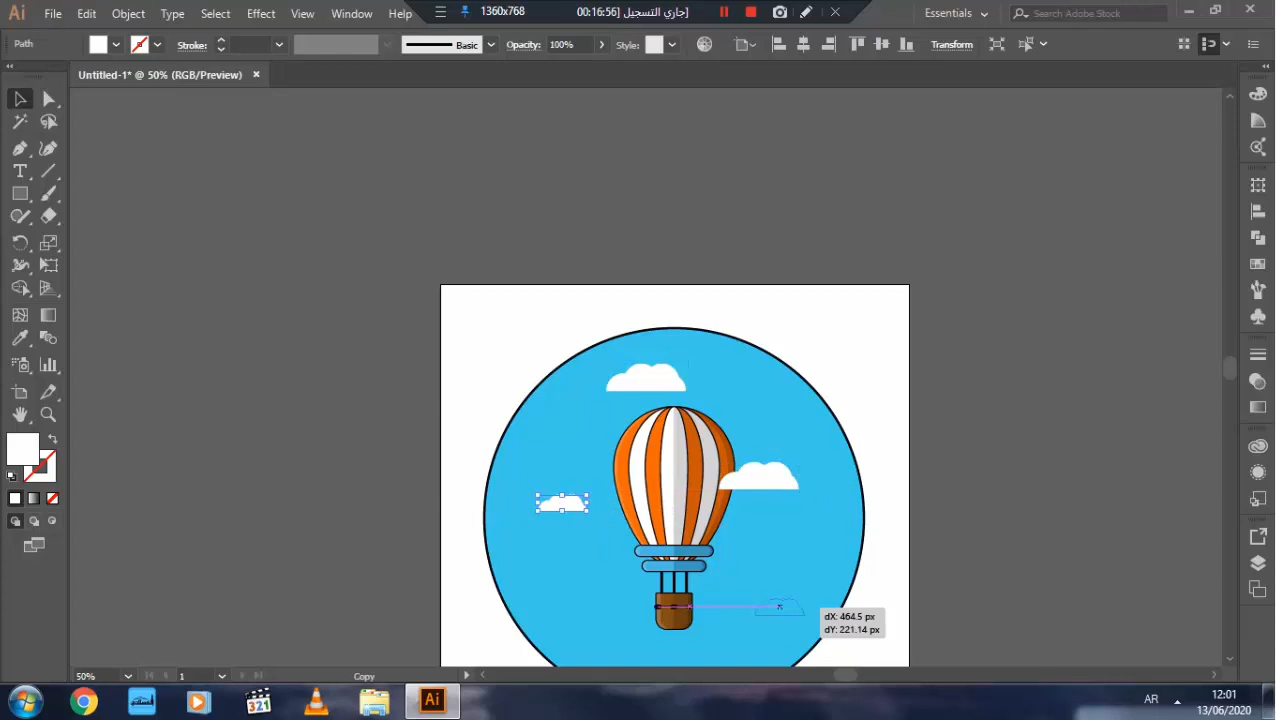 Ai File Edit Object Type Select Effect View Window Help
1360x768
00:16:56 [جاري التسجيل]
Essentials
Search Adobe Stock
Path
Stroke:
Basic
Opacity: 100%
Style:
Transform
Untitled-1* @ 50% (RGB/Preview)
dX: 464.5 px
dY: 221.14 px
50%
1
Copy
321
Ai
AR
12:01
13/06/2020